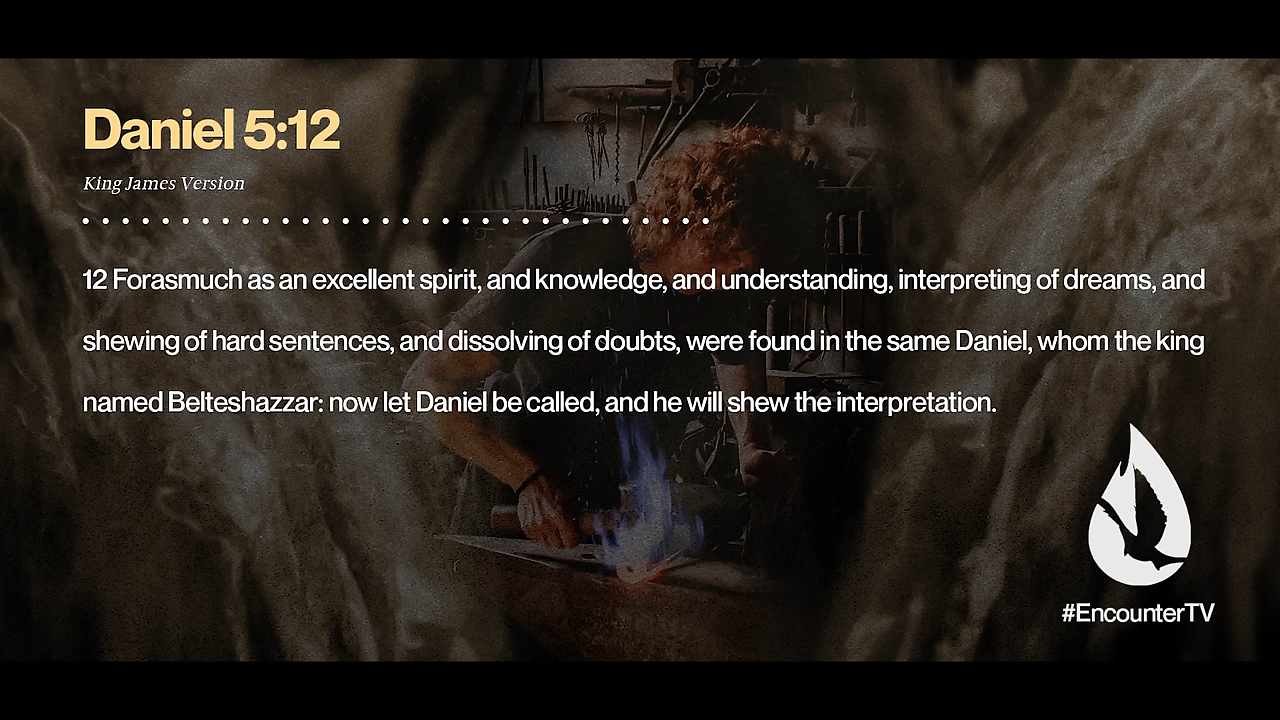 Daniel 5:12
King James Version
12 Forasmuch as an excellent spirit, and knowledge, and understanding, interpreting of dreams, and
shewing of hard sentences, and dissolving of doubts, were found in the same Daniel, whom the king
named Belteshazzar: now let Daniel be called, and he will shew the interpretation.
#EncounterTV